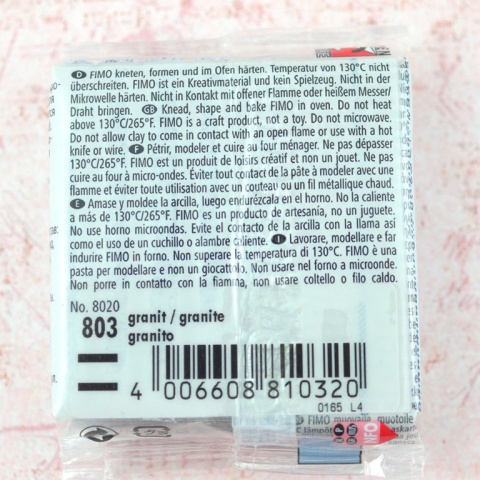 D FIMO kneten, formen und im Ofen härten. Temperatur von 130°C nicht
überschreiten. FIMO ist ein Kreativmaterial und kein Spielzeug. Nicht in der
Mikrowelle härten. Nicht in Kontakt mit offener Flamme oder heißem Messer/
Draht bringen. GB Knead, shape and bake FIMO in oven. Do not heat
above 130°C/265°F. FIMO is a craft product, not a toy. Do not microwave.
Do not allow clay to come in contact with an open flame or use with a hot
knife or wire. F Pétrir, modeler et cuire au four ménager. Ne pas dépasser
130°C/265°F. FIMO est un produit de loisirs créatif et non un jouet. Ne pas
cuire au four à micro-ondes. Éviter tout contact de la pâte à modeler avec une
flamme et éviter toute utilisation avec un couteau ou un fil métallique chaud.
E Amase y moldee la arcilla, luego endurézcala en el horno. No la caliente
a más de 130°C/265°F. FIMO es un producto de artesanía, no un juguete.
No use horno microondas. Evite el contacto de la arcilla con la llama así
como el uso de un cuchillo o alambre caliente. I Lavorare, modellare e far
indurire FIMO in forno. Non superare la temperatura di 130°C. FIMO è una
pasta per modellare e non un giocattolo. Non usare nel forno a microonde.
Non porre in contatto con la fiamma, non usare coltello o filo caldo.
No. 8020
803 granit / granite
granito
4 006608 810320
0165 L4
FIMO muovailla, muotoile